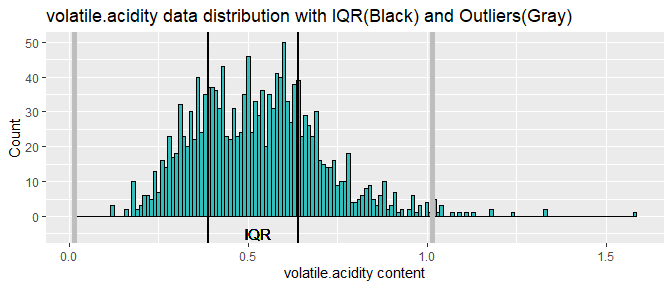 volatile.acidity data distribution with IQR(Black) and Outliers(Gray)
50
40
30
20
10
0
Count
IQR
0.0 0.5 1.0 1.5
volatile.acidity content